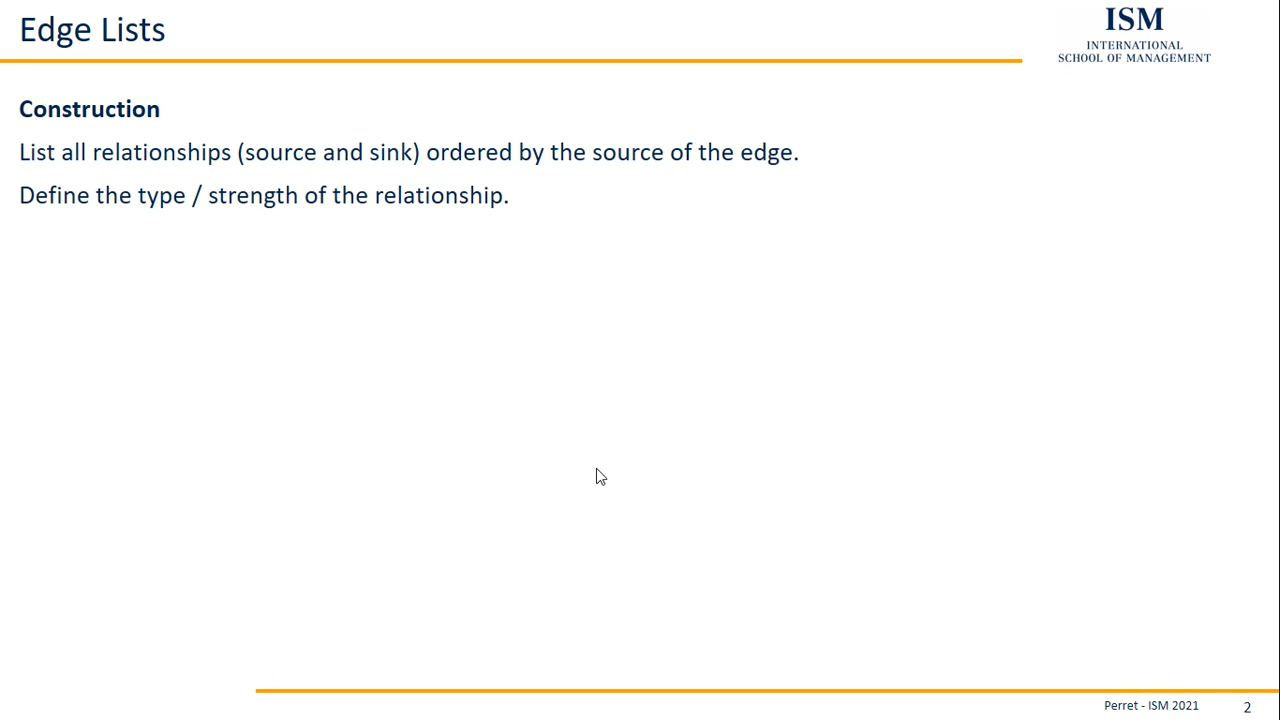 Edge Lists
ISM
INTERNATIONAL
SCHOOL OF MANAGEMENT
Construction
List all relationships (source and sink) ordered by the source of the edge.
Define the type / strength of the relationship.
Perret - ISM 2021
2